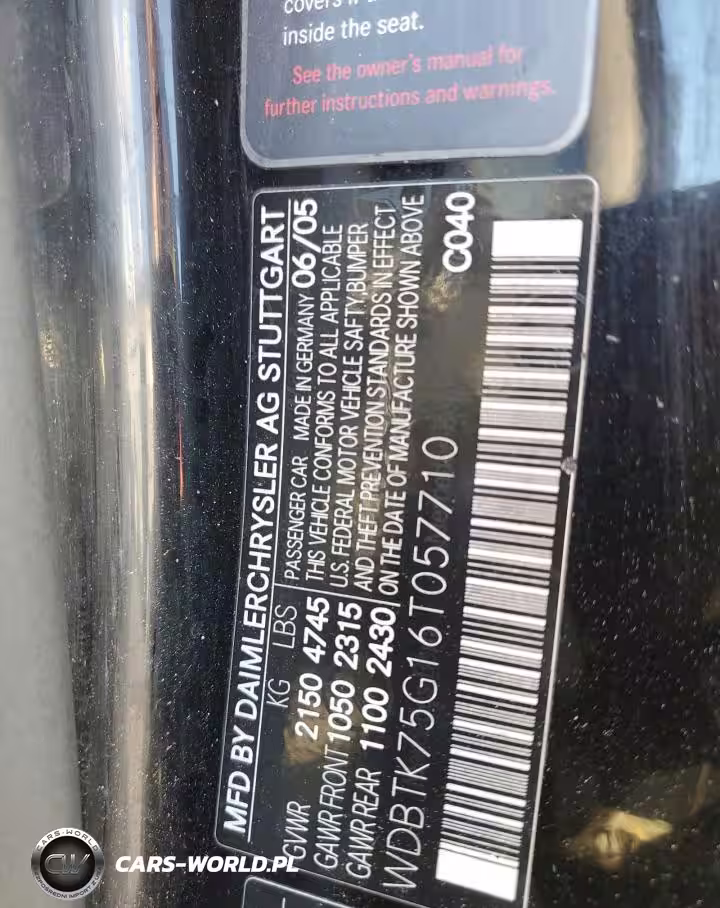 inside the seat.
See the owner's manual for
further instructions and warnings.
MFD BY DAIMLERCHRYSLER AG STUTTGART
KG LBS
GVWR 2150 4745
GAWR FRONT 1050 2315
GAWR REAR 1100 2430
PASSENGER CAR MADE IN GERMANY 06/05
THIS VEHICLE CONFORMS TO ALL APPLICABLE
U.S. FEDERAL MOTOR VEHICLE SAFTY, BUMPER
AND THEFT PREVENTION STANDARDS IN EFFECT
ON THE DATE OF MANUFACTURE SHOWN ABOVE
WDBTK75G16T057710
C040
CARS-WORLD
CW
CARS-WORLD.PL